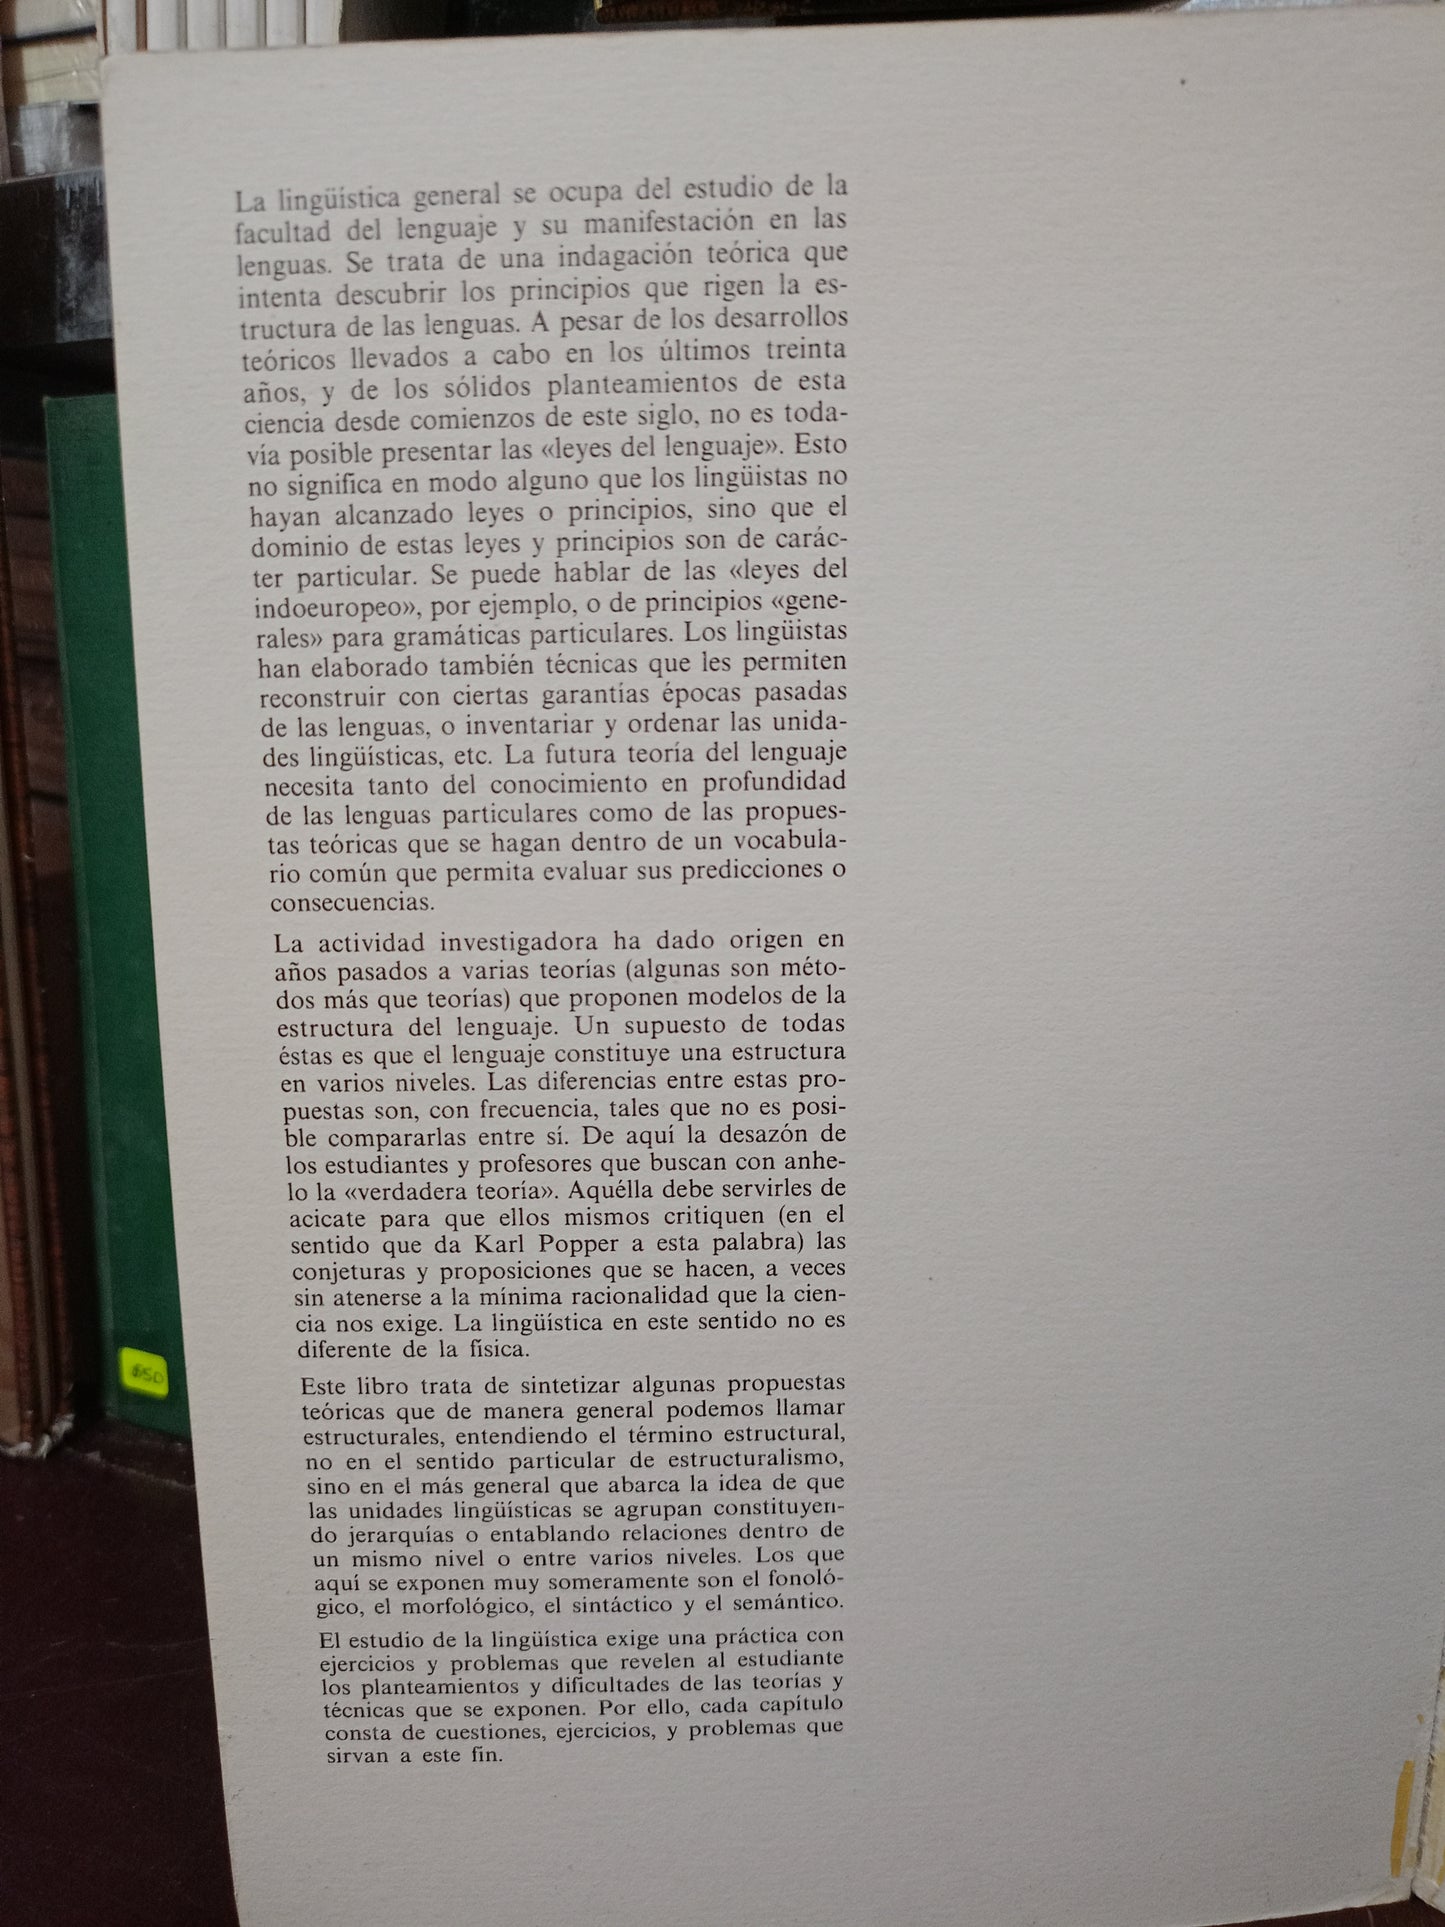 La lingüística general se ocupa del estudio de la
facultad del lenguaje y su manifestación en las
lenguas. Se trata de una indagación teórica que
intenta descubrir los principios que rigen la es-
tructura de las lenguas. A pesar de los desarrollos
teóricos llevados a cabo en los últimos treinta
años, y de los sólidos planteamientos de esta
ciencia desde comienzos de este siglo, no es toda-
vía posible presentar las «leyes del lenguaje». Esto
no significa en modo alguno que los lingüistas no
hayan alcanzado leyes o principios, sino que el
dominio de estas leyes y principios son de carác-
ter particular. Se puede hablar de las «leyes del
indoeuropeo», por ejemplo, o de principios «gene-
rales» para gramáticas particulares. Los lingüistas
han elaborado también técnicas que les permiten
reconstruir con ciertas garantías épocas pasadas
de las lenguas, o inventariar y ordenar las unida-
des lingüísticas, etc. La futura teoría del lenguaje
necesita tanto del conocimiento en profundidad
de las lenguas particulares como de las propues-
tas teóricas que se hagan dentro de un vocabula-
rio común que permita evaluar sus predicciones o
consecuencias.
La actividad investigadora ha dado origen en
años pasados a varias teorías (algunas son méto-
dos más que teorías) que proponen modelos de la
estructura del lenguaje. Un supuesto de todas
éstas es que el lenguaje constituye una estructura
en varios niveles. Las diferencias entre estas pro-
puestas son, con frecuencia, tales que no es posi-
ble compararlas entre sí. De aquí la desazón de
los estudiantes y profesores que buscan con anhe-
lo la «verdadera teoría». Aquélla debe servirles de
acicate para que ellos mismos critiquen (en el
sentido que da Karl Popper a esta palabra) las
conjeturas y proposiciones que se hacen, a veces
sin atenerse a la mínima racionalidad que la cien-
cia nos exige. La lingüística en este sentido no es
diferente de la física.
Este libro trata de sintetizar algunas propuestas
teóricas que de manera general podemos llamar
estructurales, entendiendo el término estructural,
no en el sentido particular de estructuralismo,
sino en el más general que abarca la idea de que
las unidades lingüísticas se agrupan constituyen-
do jerarquías o entablando relaciones dentro de
un mismo nivel o entre varios niveles. Los que
aquí se exponen muy someramente son el fonoló-
gico, el morfológico, el sintáctico y el semántico.
El estudio de la lingüística exige una práctica con
ejercicios y problemas que revelen al estudiante
los planteamientos y dificultades de las teorías y
técnicas que se exponen. Por ello, cada capítulo
consta de cuestiones, ejercicios, y problemas que
sirvan a este fin.